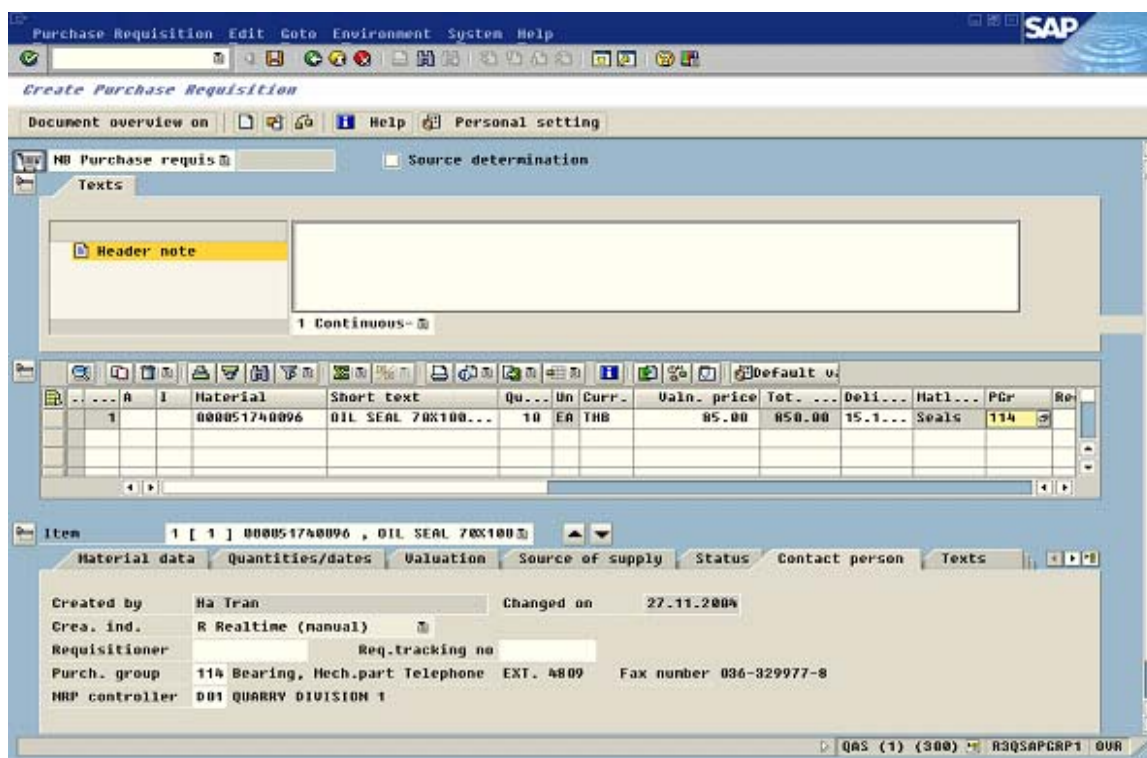 Purchase Requisition Edit Goto Environment System Help
SAP
Create Purchase Requisition
Document overview on Help Personal setting
NB Purchase requis Source determination
Texts
Header note
1 Continuous-
Default v
.. ... A I Material Short text Qu... Un Curr. Valn. price Tot. ... Deli... Matl... PGr Re
1 000051740096 OIL SEAL 70X100... 10 EA THB 85.00 850.00 15.1... Seals 114
Item 1 [ 1 ] 000051740096 , OIL SEAL 70X100
Material data Quantities/dates Valuation Source of supply Status Contact person Texts
Created by Ha Tran Changed on 27.11.2004
Crea. ind. R Realtime (manual)
Requisitioner Req.tracking no
Purch. group 114 Bearing, Mech.part Telephone EXT. 4809 Fax number 036-329977-8
MRP controller D01 QUARRY DIVISION 1
QAS (1) (300) R3QSAPGRP1 OVR